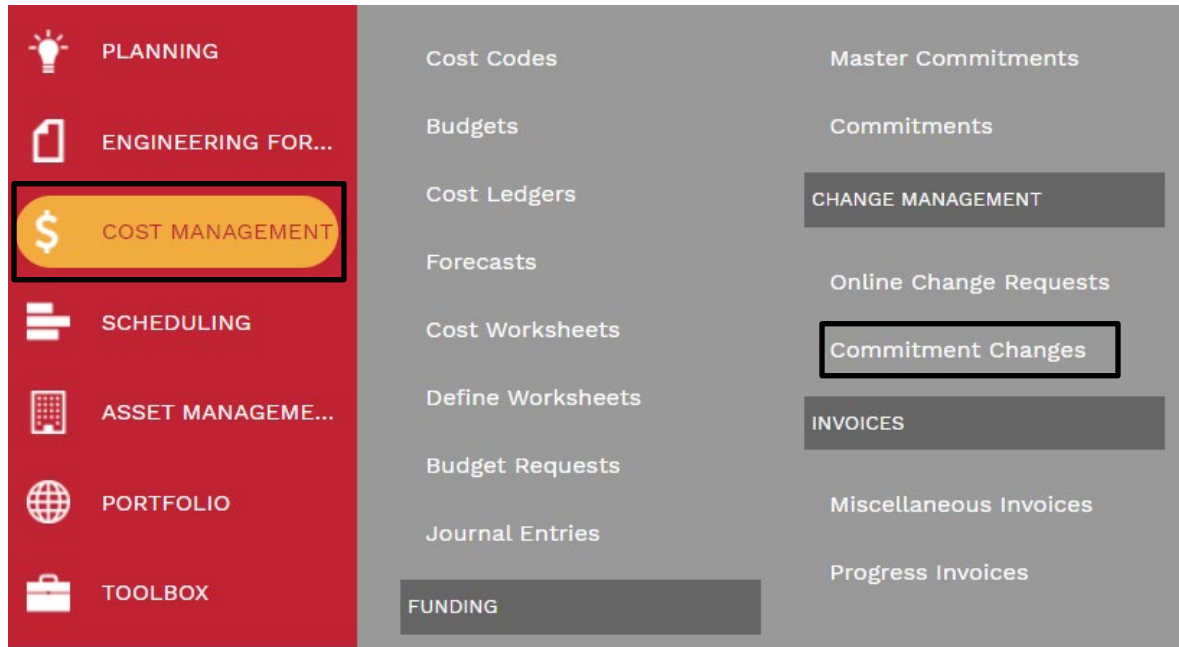 PLANNING
ENGINEERING FOR...
$
COST MANAGEMENT
SCHEDULING
ASSET MANAGEME...
PORTFOLIO
TOOLBOX
Cost Codes
Budgets
Cost Ledgers
Forecasts
Cost Worksheets
Define Worksheets
Budget Requests
Journal Entries
FUNDING
Master Commitments
Commitments
CHANGE MANAGEMENT
Online Change Requests
Commitment Changes
INVOICES
Miscellaneous Invoices
Progress Invoices